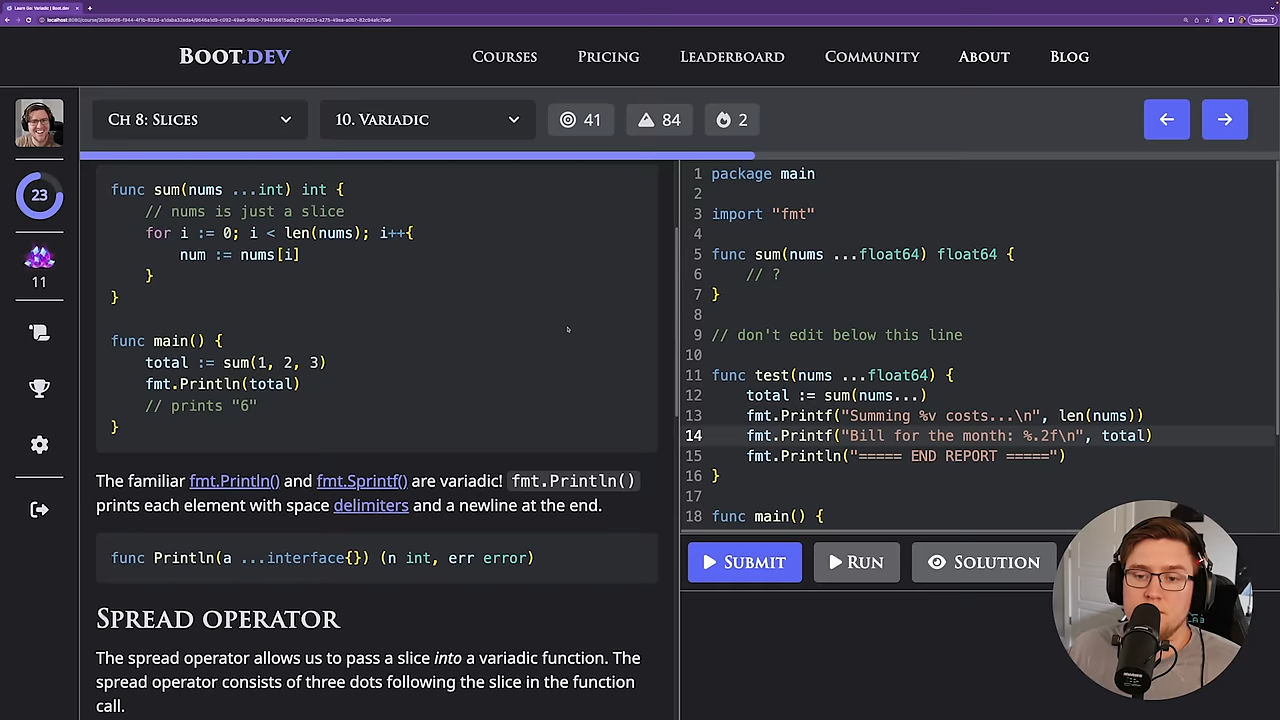 Learn Go: Variadic | Boot.dev
Update
BOOT.DEV
COURSES
PRICING
LEADERBOARD
COMMUNITY
ABOUT
BLOG
CH 8: SLICES
10. VARIADIC
41
84
2
23
11
func sum(nums ...int) int {
// nums is just a slice
for i := 0; i < len(nums); i++{
num := nums[i]
}
}
func main() {
total := sum(1, 2, 3)
fmt.Println(total)
// prints "6"
}
The familiar fmt.Println() and fmt.Sprintf() are variadic! fmt.Println()
prints each element with space delimiters and a newline at the end.
func Println(a ...interface{}) (n int, err error)
SPREAD OPERATOR
The spread operator allows us to pass a slice into a variadic function. The
spread operator consists of three dots following the slice in the function
call.
1 package main
2
3 import "fmt"
4
5 func sum(nums ...float64) float64 {
6 // ?
7 }
8
9 // don't edit below this line
10
11 func test(nums ...float64) {
12 total := sum(nums...)
13 fmt.Printf("Summing %v costs...\n", len(nums))
14 fmt.Printf("Bill for the month: %.2f\n", total)
15 fmt.Println("===== END REPORT =====")
16 }
17
18 func main() {
SUBMIT
RUN
SOLUTION